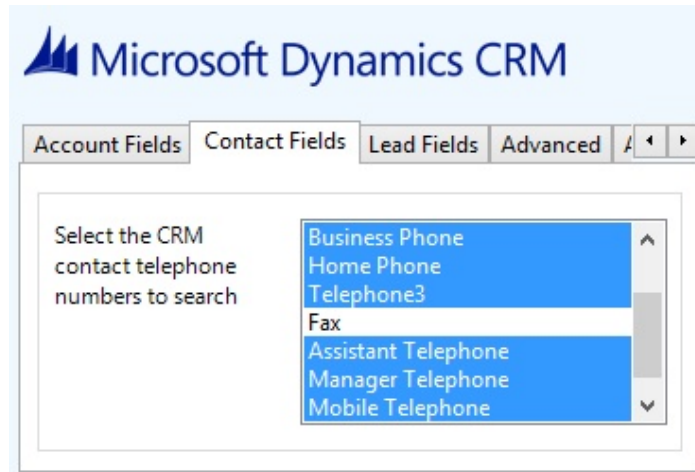 Microsoft Dynamics CRM
Account Fields Contact Fields Lead Fields Advanced
Select the CRM
contact telephone
numbers to search
Business Phone
Home Phone
Telephone3
Fax
Assistant Telephone
Manager Telephone
Mobile Telephone